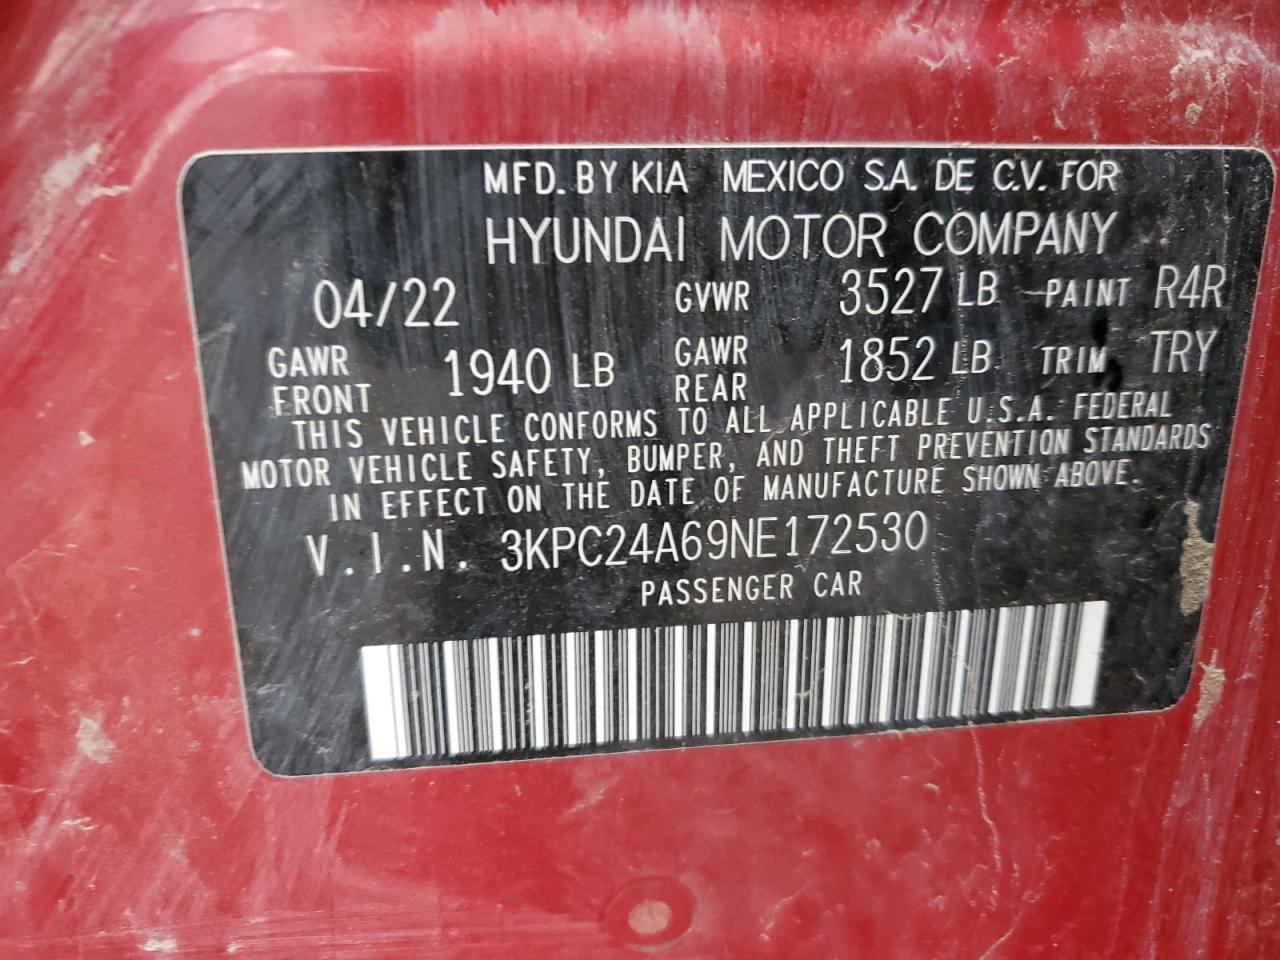 MFD. BY KIA MEXICO S.A. DE C.V. FOR
HYUNDAI MOTOR COMPANY
04/22 GVWR 3527 LB PAINT R4R
GAWR FRONT 1940 LB GAWR REAR 1852 LB TRIM TRY
THIS VEHICLE CONFORMS TO ALL APPLICABLE U.S.A. FEDERAL
MOTOR VEHICLE SAFETY, BUMPER, AND THEFT PREVENTION STANDARDS
IN EFFECT ON THE DATE OF MANUFACTURE SHOWN ABOVE.
V.I.N. 3KPC24A69NE172530
PASSENGER CAR